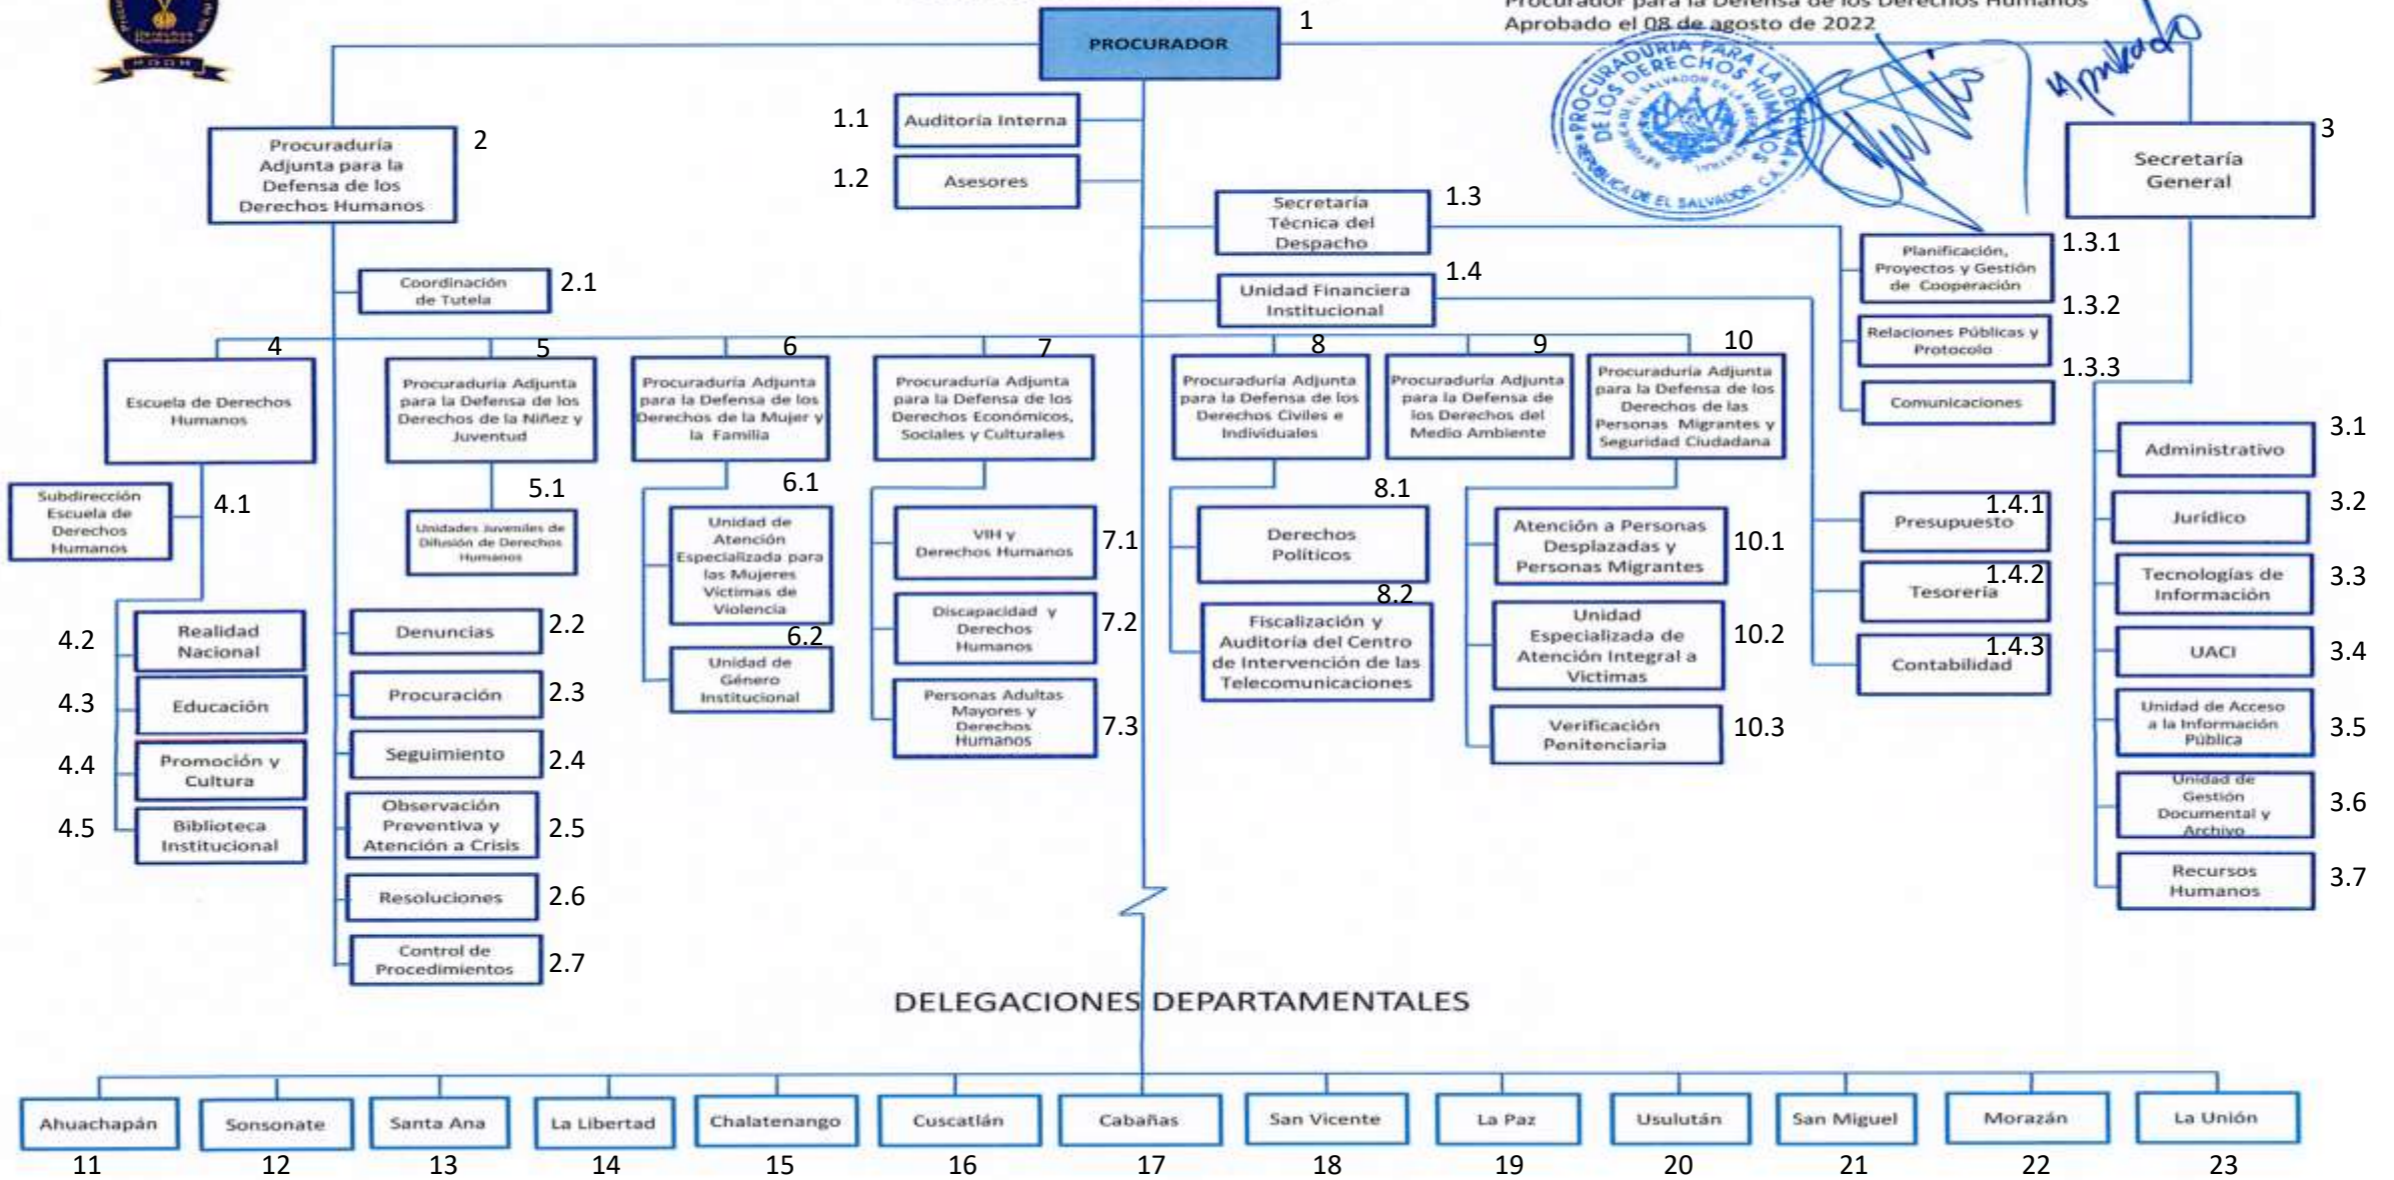 Procurador para la Defensa de los Derechos Humanos
Aprobado el 08 de agosto de 2022
Derechos
Humanos
PDDH
PROCURADURIA PARA LA DEFENSA
DE LOS DERECHOS HUMANOS
REPUBLICA DE EL SALVADOR C.A.
PROCURADOR
1
Auditoría Interna
1.1
Asesores
1.2
Procuraduría
Adjunta para la
Defensa de los
Derechos Humanos
2
Secretaría
General
3
Secretaría
Técnica del
Despacho
1.3
Unidad Financiera
Institucional
1.4
Planificación,
Proyectos y Gestión
de Cooperación
1.3.1
Relaciones Públicas y
Protocolo
1.3.2
Comunicaciones
1.3.3
Coordinación
de Tutela
2.1
Escuela de Derechos
Humanos
4
Procuraduría Adjunta
para la Defensa de los
Derechos de la Niñez y
Juventud
5
Procuraduría Adjunta
para la Defensa de los
Derechos de la Mujer y
la Familia
6
Procuraduría Adjunta
para la Defensa de los
Derechos Económicos,
Sociales y Culturales
7
Procuraduría Adjunta
para la Defensa de los
Derechos Civiles e
Individuales
8
Procuraduría Adjunta
para la Defensa de
los Derechos del
Medio Ambiente
9
Procuraduría Adjunta
para la Defensa de los
Derechos de las
Personas Migrantes y
Seguridad Ciudadana
10
Subdirección
Escuela de
Derechos
Humanos
4.1
Realidad
Nacional
4.2
Educación
4.3
Promoción y
Cultura
4.4
Biblioteca
Institucional
4.5
Unidades Juveniles de
Difusión de Derechos
Humanos
5.1
Denuncias
2.2
Procuración
2.3
Seguimiento
2.4
Observación
Preventiva y
Atención a Crisis
2.5
Resoluciones
2.6
Control de
Procedimientos
2.7
Unidad de
Atención
Especializada para
las Mujeres
Víctimas de
Violencia
6.1
Unidad de
Género
Institucional
6.2
VIH y
Derechos Humanos
7.1
Discapacidad y
Derechos
Humanos
7.2
Personas Adultas
Mayores y
Derechos
Humanos
7.3
Derechos
Políticos
8.1
Fiscalización y
Auditoría del Centro
de Intervención de las
Telecomunicaciones
8.2
Atención a Personas
Desplazadas y
Personas Migrantes
10.1
Unidad
Especializada de
Atención Integral a
Victimas
10.2
Verificación
Penitenciaria
10.3
Presupuesto
1.4.1
Tesorería
1.4.2
Contabilidad
1.4.3
Administrativo
3.1
Jurídico
3.2
Tecnologías de
Información
3.3
UACI
3.4
Unidad de Acceso
a la Información
Pública
3.5
Unidad de
Gestión
Documental y
Archivo
3.6
Recursos
Humanos
3.7
DELEGACIONES DEPARTAMENTALES
Ahuachapán
Sonsonate
Santa Ana
La Libertad
Chalatenango
Cuscatlán
Cabañas
San Vicente
La Paz
Usulután
San Miguel
Morazán
La Unión
11
12
13
14
15
16
17
18
19
20
21
22
23